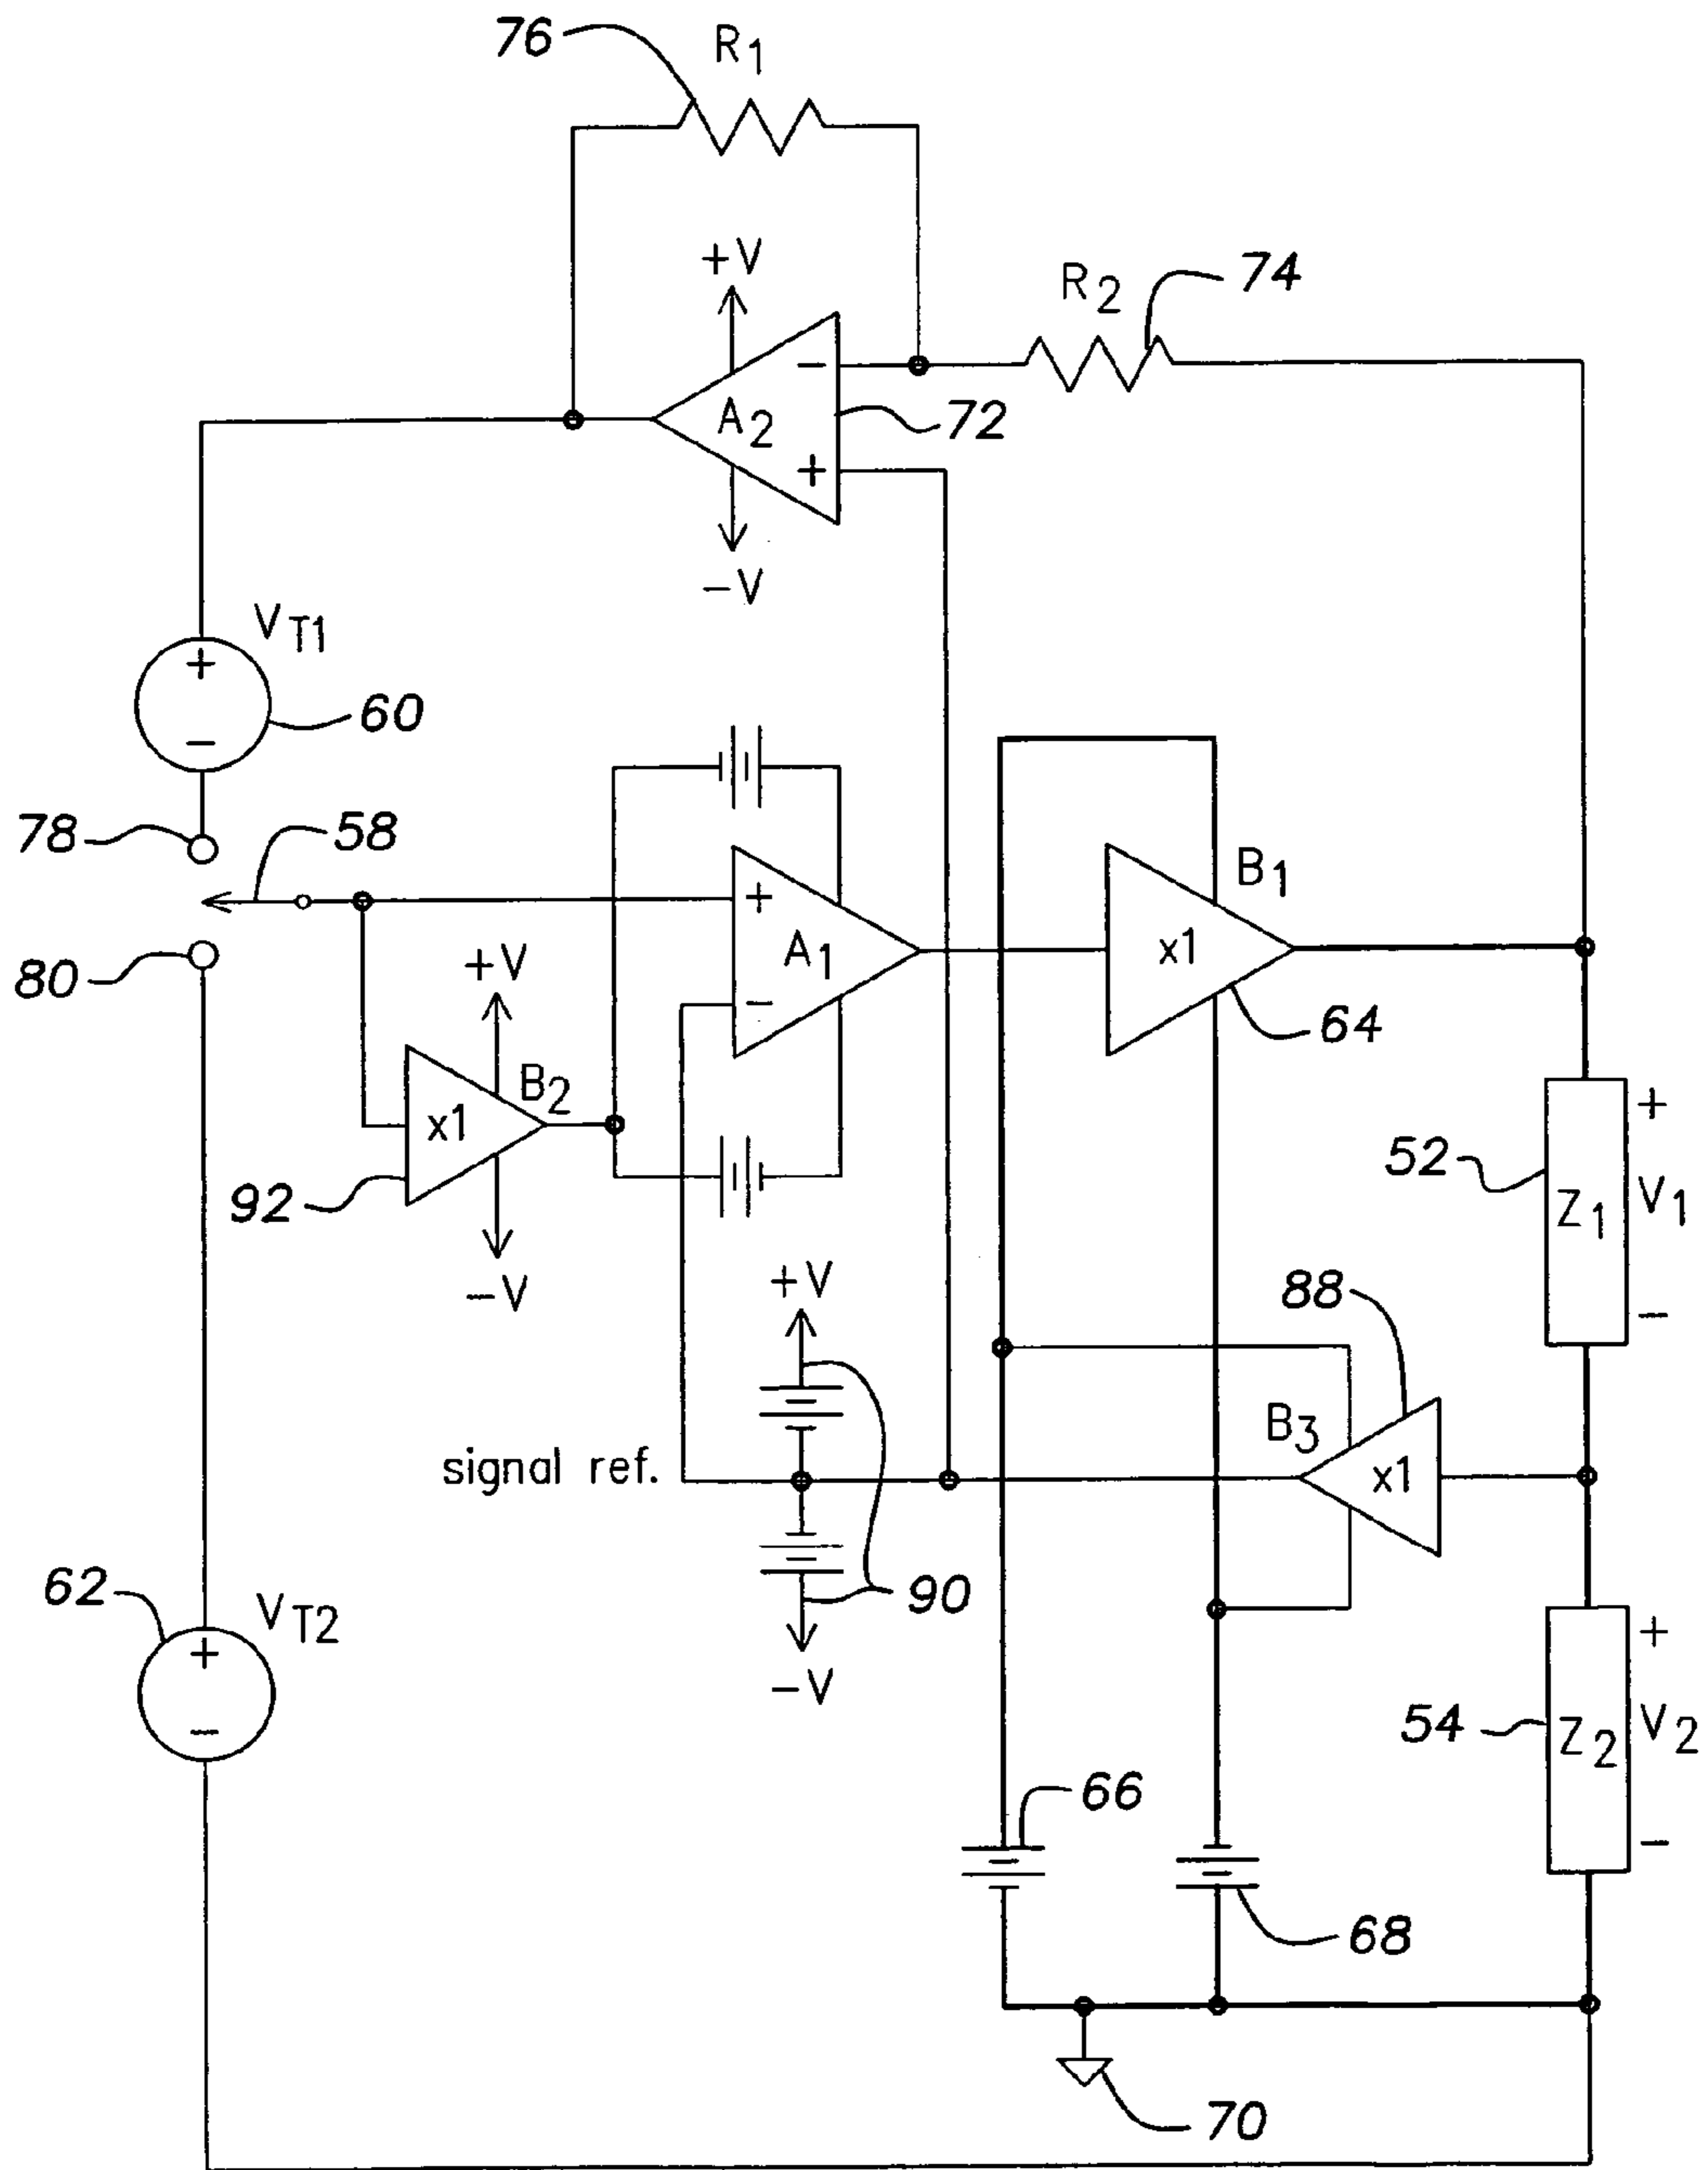 76
R1
+V
R2
74
−
A2
72
+
−V
VT1
+
60
−
78
58
+
B1
A1
x1
80
+V
−
64
B2
x1
+
92
52
Z1
V1
−V
+V
88
−
B3
signal ref.
x1
62
VT2
90
+
+
−V
54
Z2
V2
−
66
−
68
70